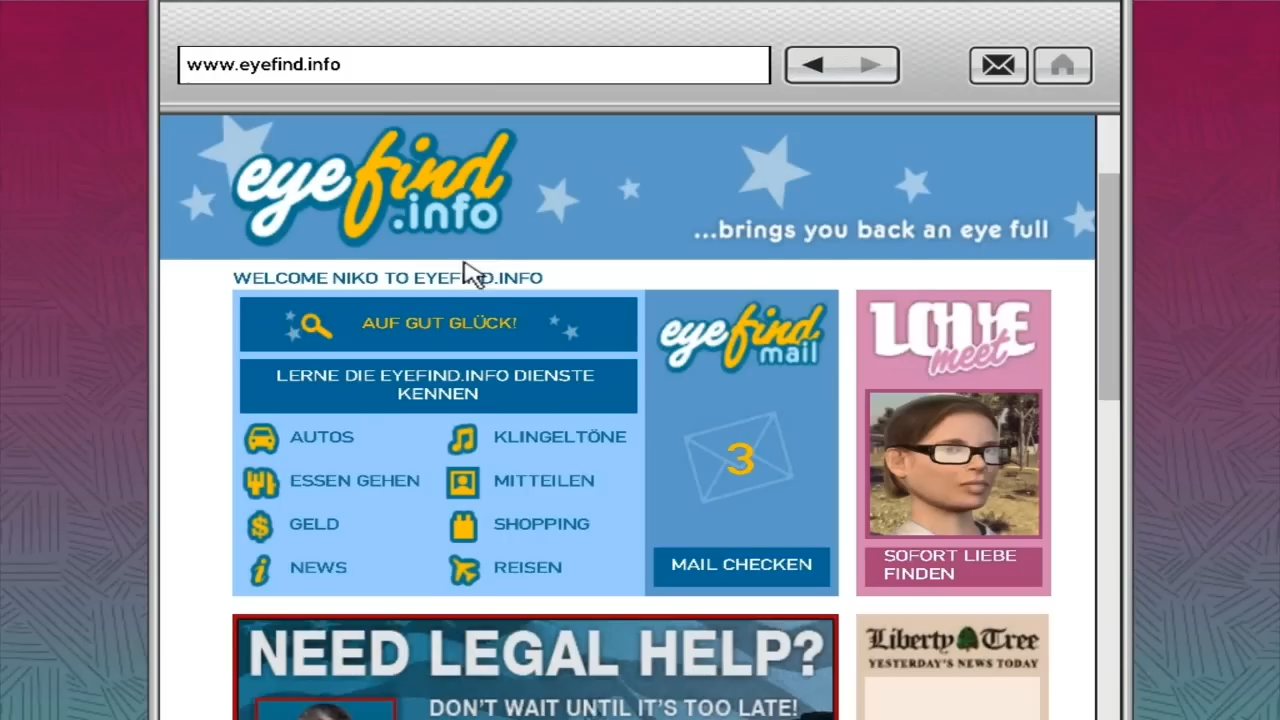 www.eyefind.info
eyefind
.info
...brings you back an eye full
WELCOME NIKO TO EYEFIND.INFO
AUF GUT GLÜCK!
LERNE DIE EYEFIND.INFO DIENSTE
KENNEN
AUTOS
KLINGELTÖNE
ESSEN GEHEN
MITTEILEN
GELD
SHOPPING
NEWS
REISEN
eyefind
mail
3
MAIL CHECKEN
LOVE
meet
SOFORT LIEBE
FINDEN
NEED LEGAL HELP?
DON'T WAIT UNTIL IT'S TOO LATE!
Liberty Tree
YESTERDAY'S NEWS TODAY